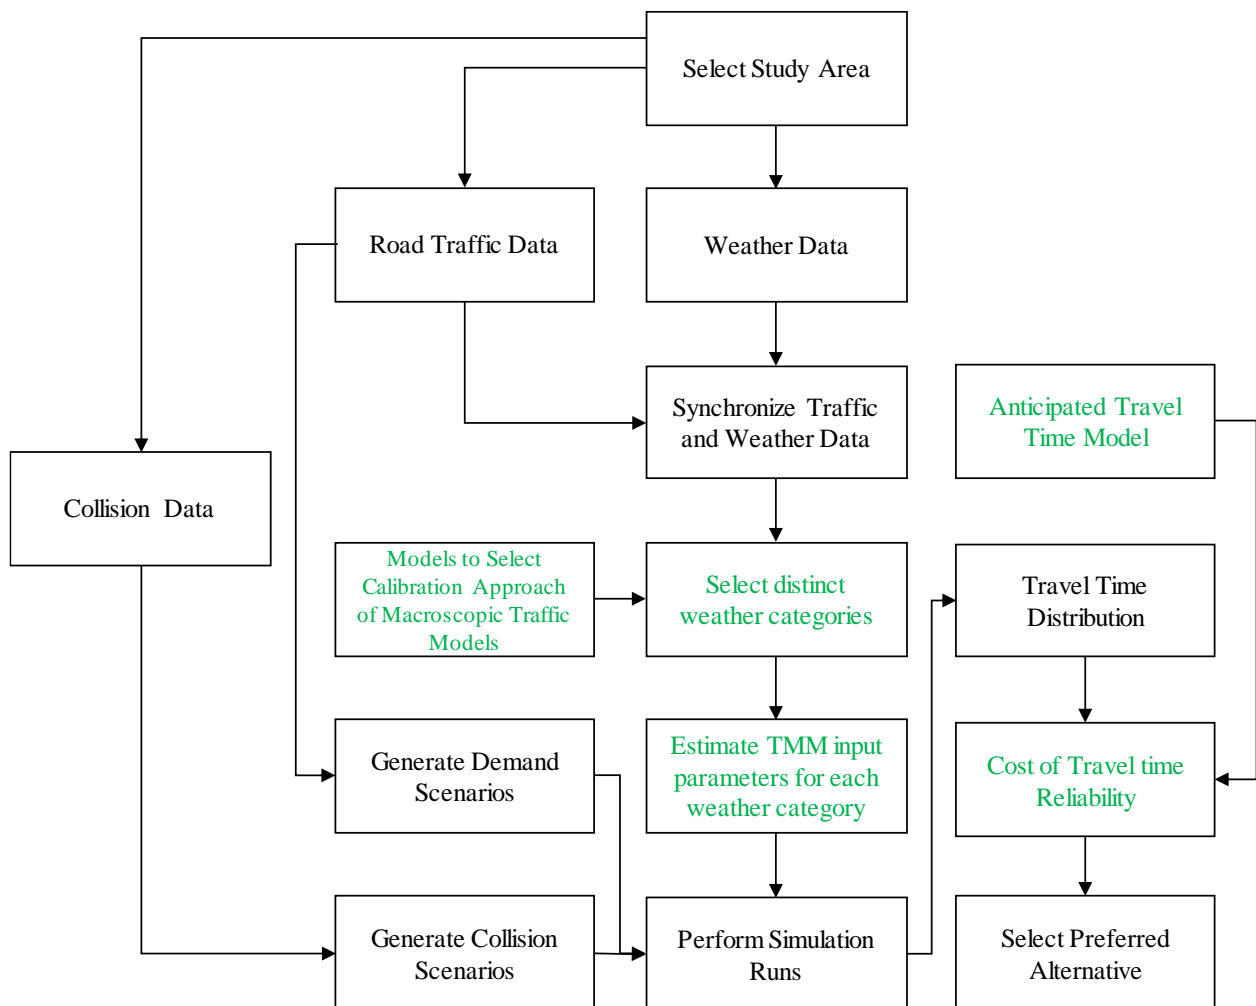 Select Study Area
Road Traffic Data
Weather Data
Synchronize Traffic
and Weather Data
Anticipated Travel
Time Model
Collision Data
Models to Select
Calibration Approach
of Macroscopic Traffic
Models
Select distinct
weather categories
Travel Time
Distribution
Generate Demand
Scenarios
Estimate TMM input
parameters for each
weather category
Cost of Travel time
Reliability
Generate Collision
Scenarios
Perform Simulation
Runs
Select Preferred
Alternative